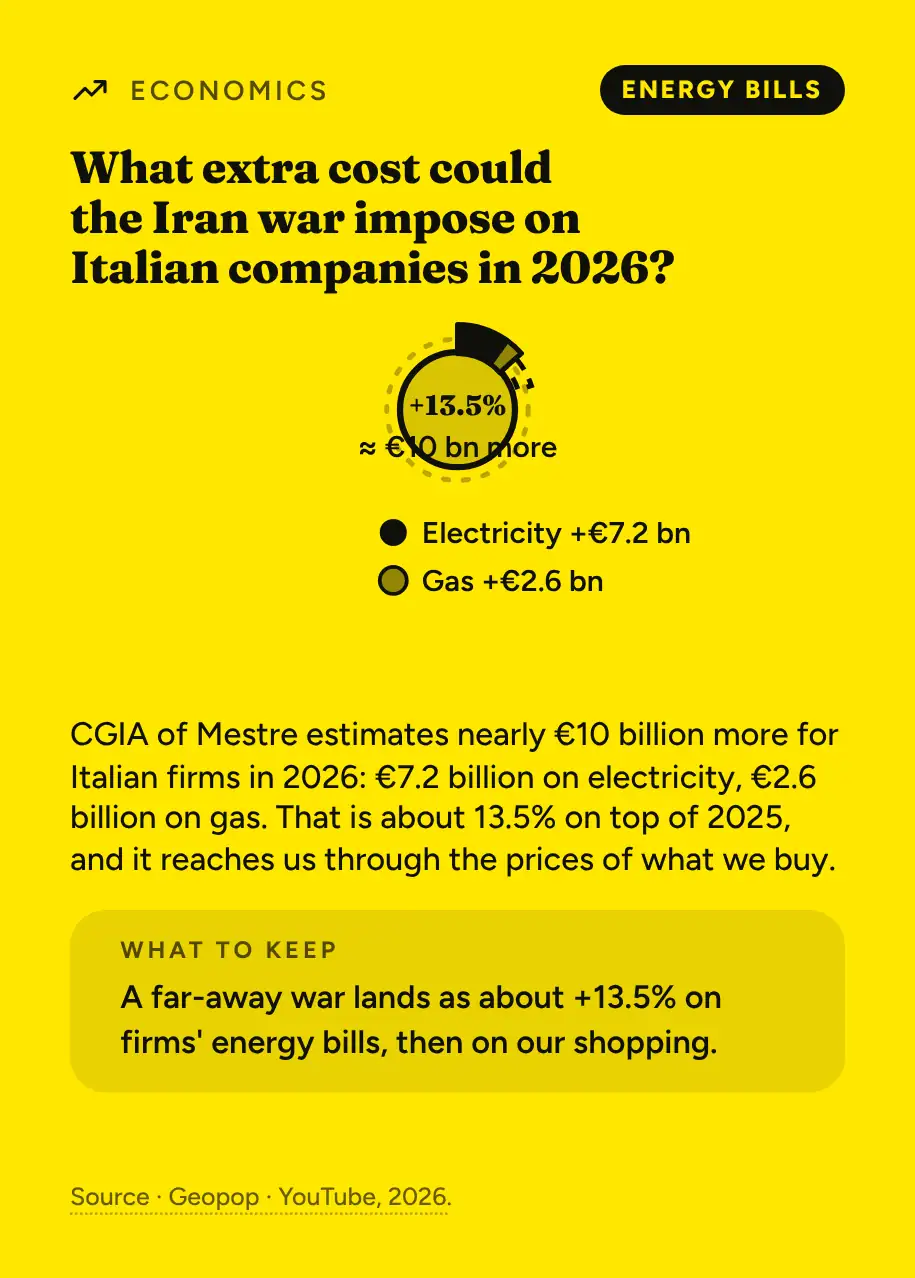 ECONOMICS
ENERGY BILLS
What extra cost could
the Iran war impose on
Italian companies in 2026?
+13.5%
≈ €10 bn more
Electricity +€7.2 bn
Gas +€2.6 bn
CGIA of Mestre estimates nearly €10 billion more for
Italian firms in 2026: €7.2 billion on electricity, €2.6
billion on gas. That is about 13.5% on top of 2025,
and it reaches us through the prices of what we buy.
WHAT TO KEEP
A far-away war lands as about +13.5% on
firms' energy bills, then on our shopping.
Source · Geopop · YouTube, 2026.